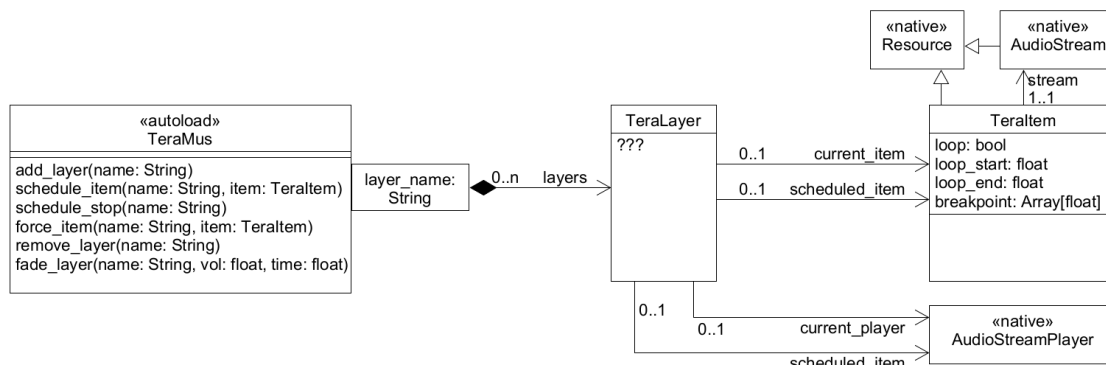 «native»
Resource
«native»
AudioStream
stream
1..1
«autoload»
TeraMus
add_layer(name: String)
schedule_item(name: String, item: TeraItem)
schedule_stop(name: String)
force_item(name: String, item: TeraItem)
remove_layer(name: String)
fade_layer(name: String, vol: float, time: float)
layer_name:
String
0..n layers
TeraLayer
???
0..1 current_item
0..1 scheduled_item
TeraItem
loop: bool
loop_start: float
loop_end: float
breakpoint: Array[float]
0..1
0..1 current_player
scheduled_item
«native»
AudioStreamPlayer